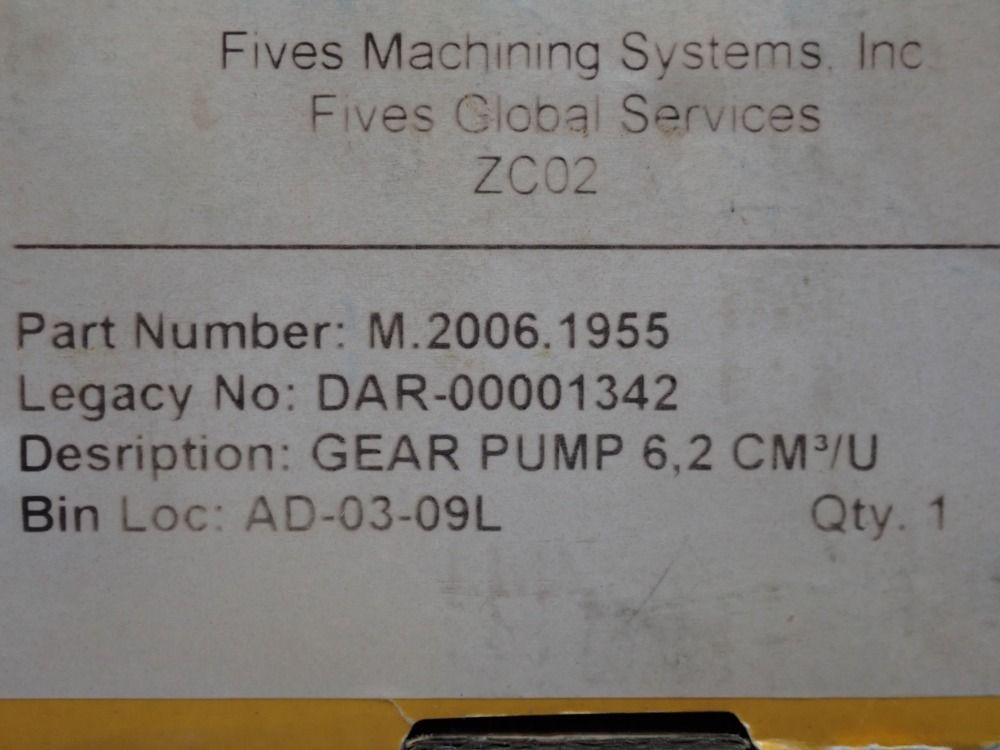 Fives Machining Systems, Inc
Fives Global Services
ZC02
Part Number: M.2006.1955
Legacy No: DAR-00001342
Desription: GEAR PUMP 6,2 CM³/U
Bin Loc: AD-03-09L Qty. 1